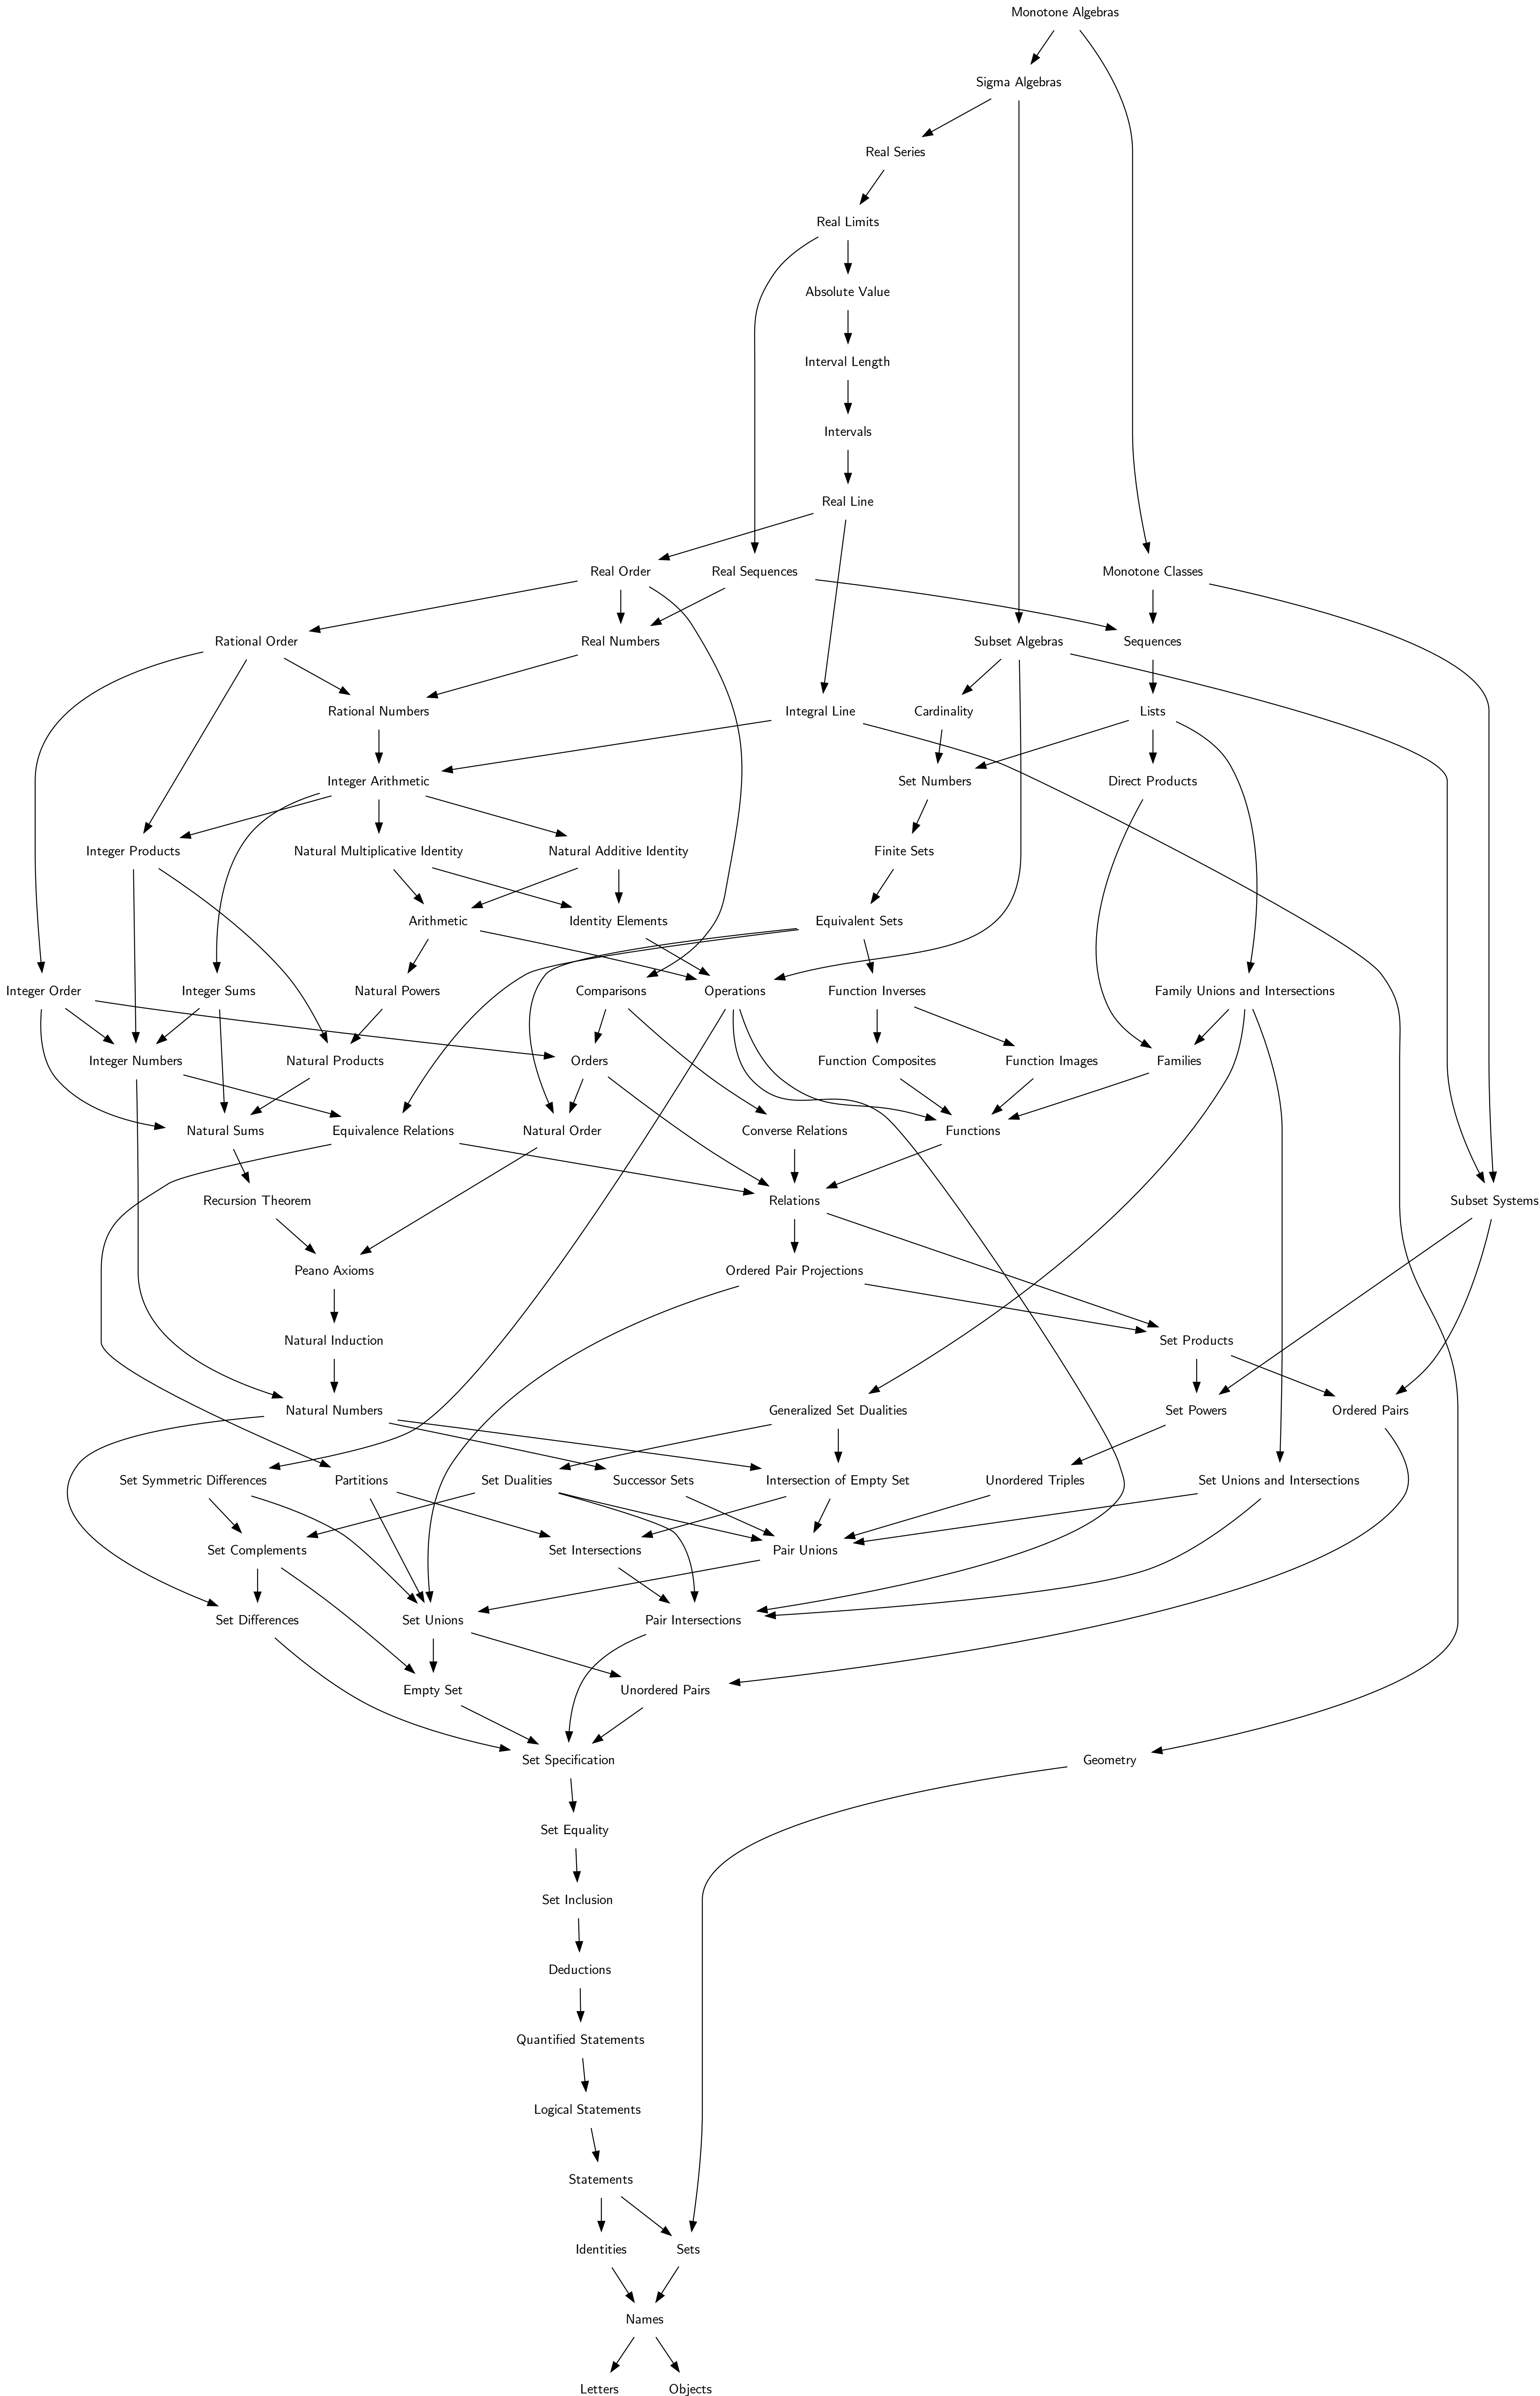 Monotone Algebras
Sigma Algebras
Real Series
Real Limits
Absolute Value
Interval Length
Intervals
Real Line
Real Order
Real Sequences
Monotone Classes
Rational Order
Real Numbers
Subset Algebras
Sequences
Rational Numbers
Integral Line
Cardinality
Lists
Integer Arithmetic
Set Numbers
Direct Products
Integer Products
Natural Multiplicative Identity
Natural Additive Identity
Finite Sets
Arithmetic
Identity Elements
Equivalent Sets
Integer Order
Integer Sums
Natural Powers
Comparisons
Operations
Function Inverses
Family Unions and Intersections
Integer Numbers
Natural Products
Orders
Function Composites
Function Images
Families
Natural Sums
Equivalence Relations
Natural Order
Converse Relations
Functions
Recursion Theorem
Relations
Subset Systems
Peano Axioms
Ordered Pair Projections
Natural Induction
Set Products
Natural Numbers
Generalized Set Dualities
Set Powers
Ordered Pairs
Set Symmetric Differences
Partitions
Set Dualities
Successor Sets
Intersection of Empty Set
Unordered Triples
Set Unions and Intersections
Set Complements
Set Intersections
Pair Unions
Set Differences
Set Unions
Pair Intersections
Empty Set
Unordered Pairs
Set Specification
Geometry
Set Equality
Set Inclusion
Deductions
Quantified Statements
Logical Statements
Statements
Identities
Sets
Names
Letters
Objects